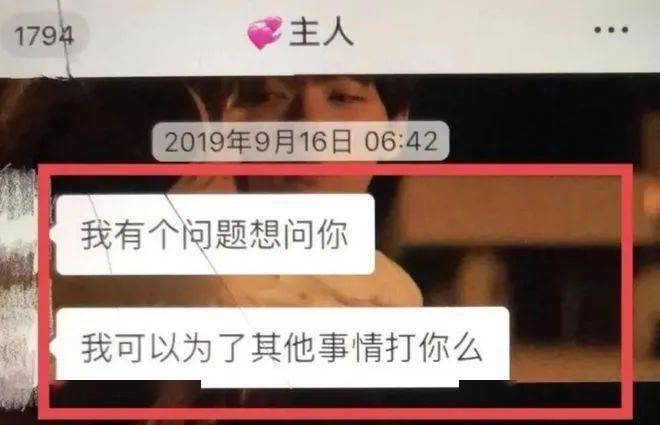 1794
💞主人
...
2019年9月16日 06:42
我有个问题想问你
我可以为了其他事情打你么